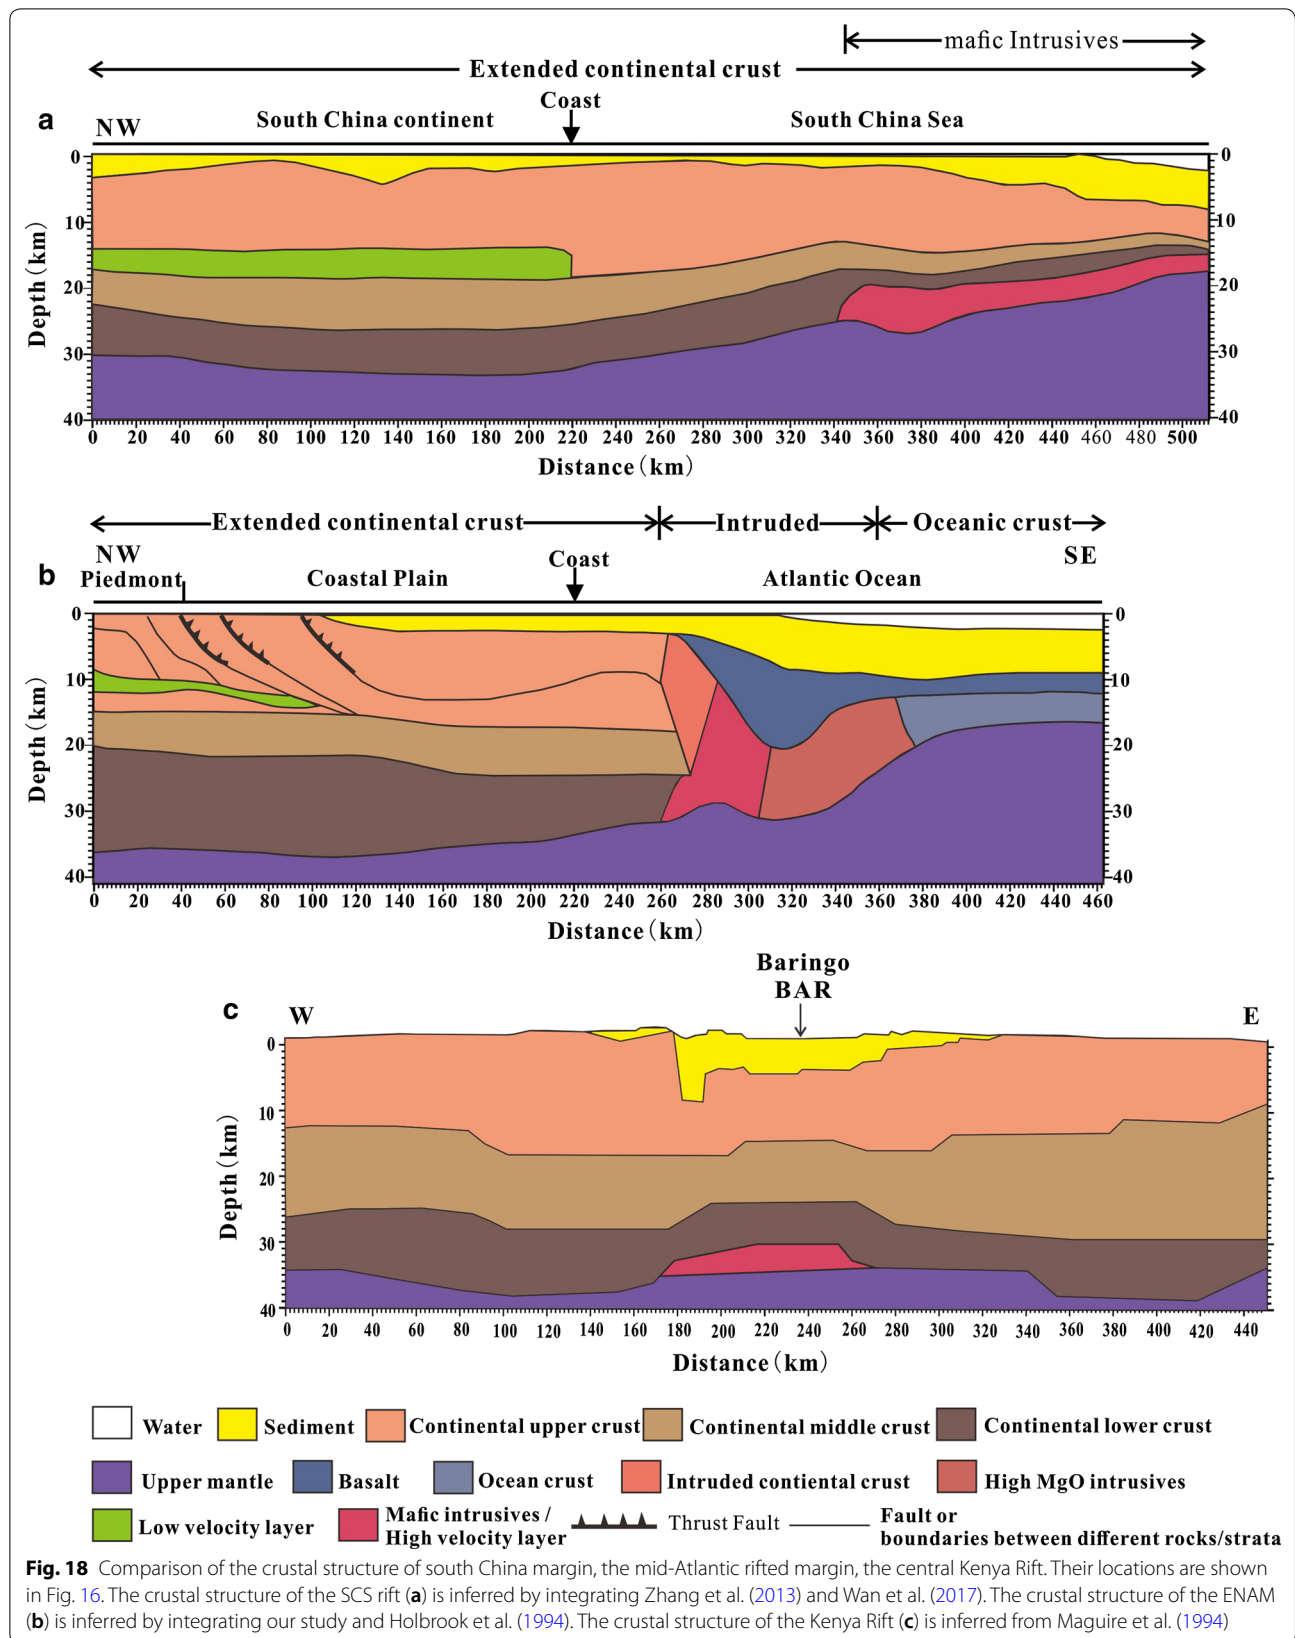 mafic Intrusives
Extended continental crust
Coast
a
NW
South China continent
South China Sea
0
10
20
30
40
0
10
20
30
40
Depth (km)
0 20 40 60 80 100 120 140 160 180 200 220 240 260 280 300 320 340 360 380 400 420 440 460 480 500
Distance (km)
Extended continental crust
Intruded
Oceanic crust
NW
Coast
SE
b
Piedmont
Coastal Plain
Atlantic Ocean
0
10
20
30
40
0
10
20
30
40
Depth (km)
0 20 40 60 80 100 120 140 160 180 200 220 240 260 280 300 320 340 360 380 400 420 440 460
Distance (km)
Baringo
BAR
c
W
E
0
10
20
30
40
Depth (km)
0 20 40 60 80 100 120 140 160 180 200 220 240 260 280 300 320 340 360 380 400 420 440
Distance (km)
Water
Sediment
Continental upper crust
Continental middle crust
Continental lower crust
Upper mantle
Basalt
Ocean crust
Intruded contiental crust
High MgO intrusives
Low velocity layer
Mafic intrusives /
High velocity layer
Thrust Fault
Fault or
boundaries between different rocks/strata
Fig. 18 Comparison of the crustal structure of south China margin, the mid-Atlantic rifted margin, the central Kenya Rift. Their locations are shown
in Fig. 16. The crustal structure of the SCS rift (a) is inferred by integrating Zhang et al. (2013) and Wan et al. (2017). The crustal structure of the ENAM
(b) is inferred by integrating our study and Holbrook et al. (1994). The crustal structure of the Kenya Rift (c) is inferred from Maguire et al. (1994)